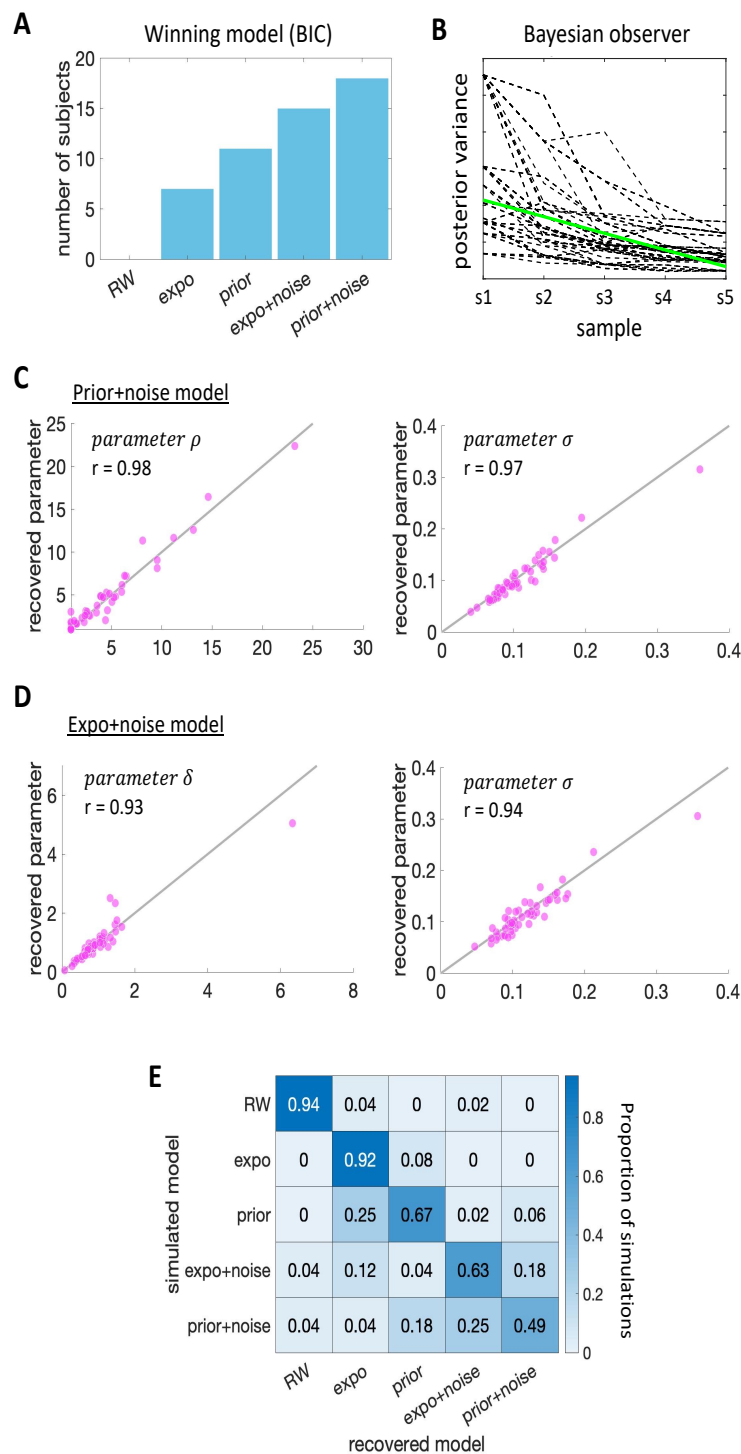 A
Winning model (BIC)
number of subjects
20
15
10
5
0
RW
expo
prior
expo+noise
prior+noise
B
Bayesian observer
posterior variance
s1 s2 s3 s4 s5
sample
C
Prior+noise model
parameter ρ
r = 0.98
recovered parameter
25
20
15
10
5
5 10 15 20 25 30
parameter σ
r = 0.97
recovered parameter
0.4
0.3
0.2
0.1
0
0 0.1 0.2 0.3 0.4
D
Expo+noise model
parameter δ
r = 0.93
recovered parameter
6
4
2
0
0 2 4 6 8
parameter σ
r = 0.94
recovered parameter
0.4
0.3
0.2
0.1
0
0 0.1 0.2 0.3 0.4
E
simulated model
RW 0.94 0.04 0 0.02 0
expo 0 0.92 0.08 0 0
prior 0 0.25 0.67 0.02 0.06
expo+noise 0.04 0.12 0.04 0.63 0.18
prior+noise 0.04 0.04 0.18 0.25 0.49
RW
expo
prior
expo+noise
prior+noise
recovered model
0.8
0.6
0.4
0.2
0
Proportion of simulations